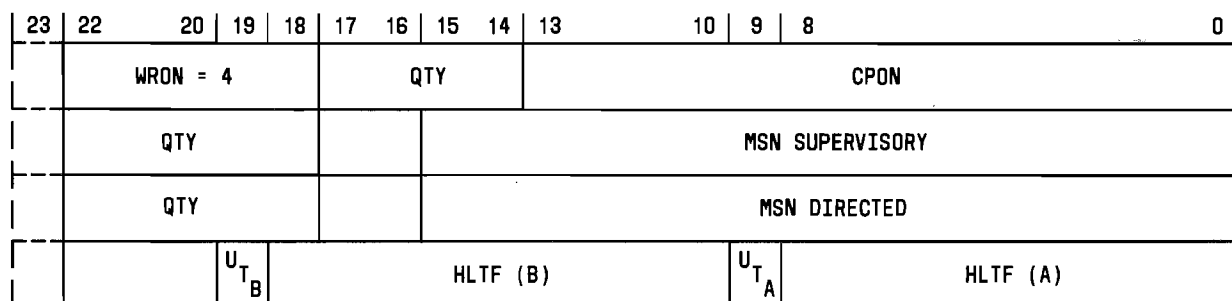 23 22 20 19 18 17 16 15 14 13 10 9 8 0
WRON = 4 QTY CPON
QTY MSN SUPERVISORY
QTY MSN DIRECTED
UTB HLTF (B) UTA HLTF (A)